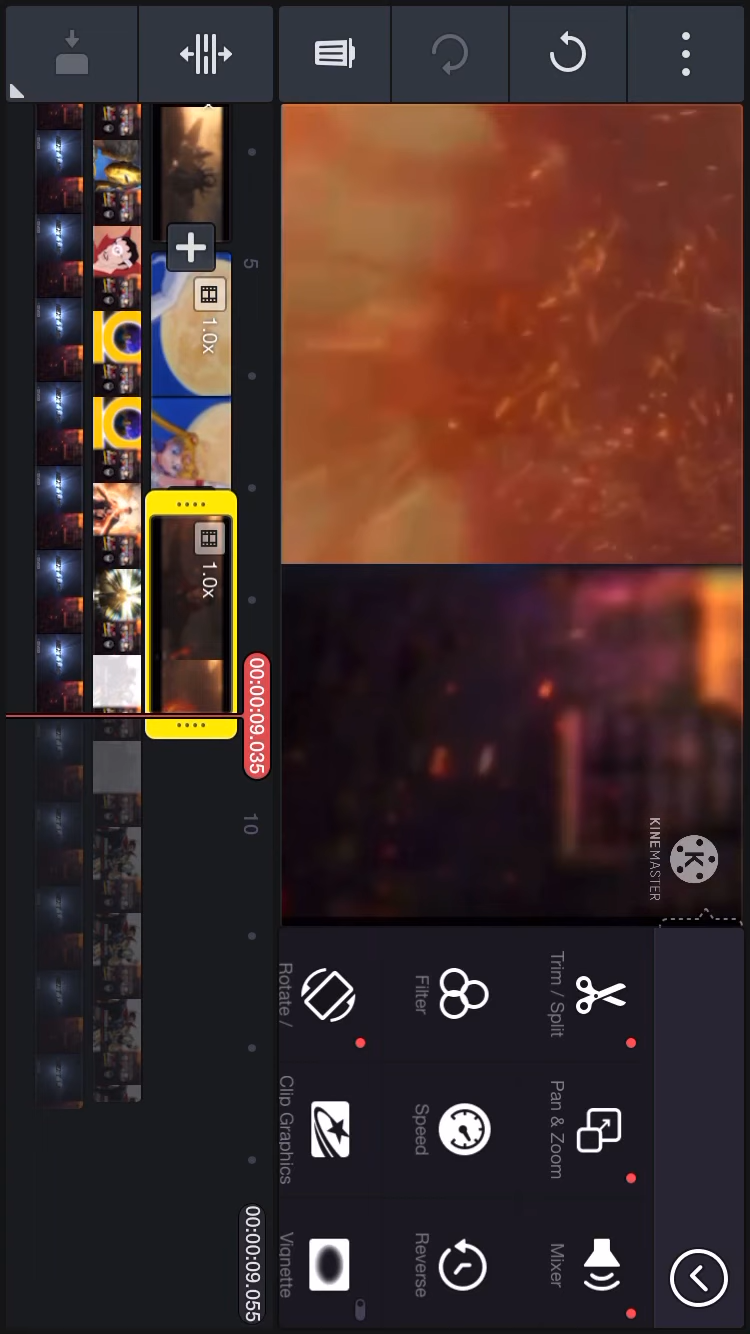 KINEMASTER
Trim / Split
Pan & Zoom
Mixer
Filter
Speed
Reverse
Rotate /
Clip Graphics
Vignette
5
10
00:00:09.035
00:00:09.055
1.0x
1.0x